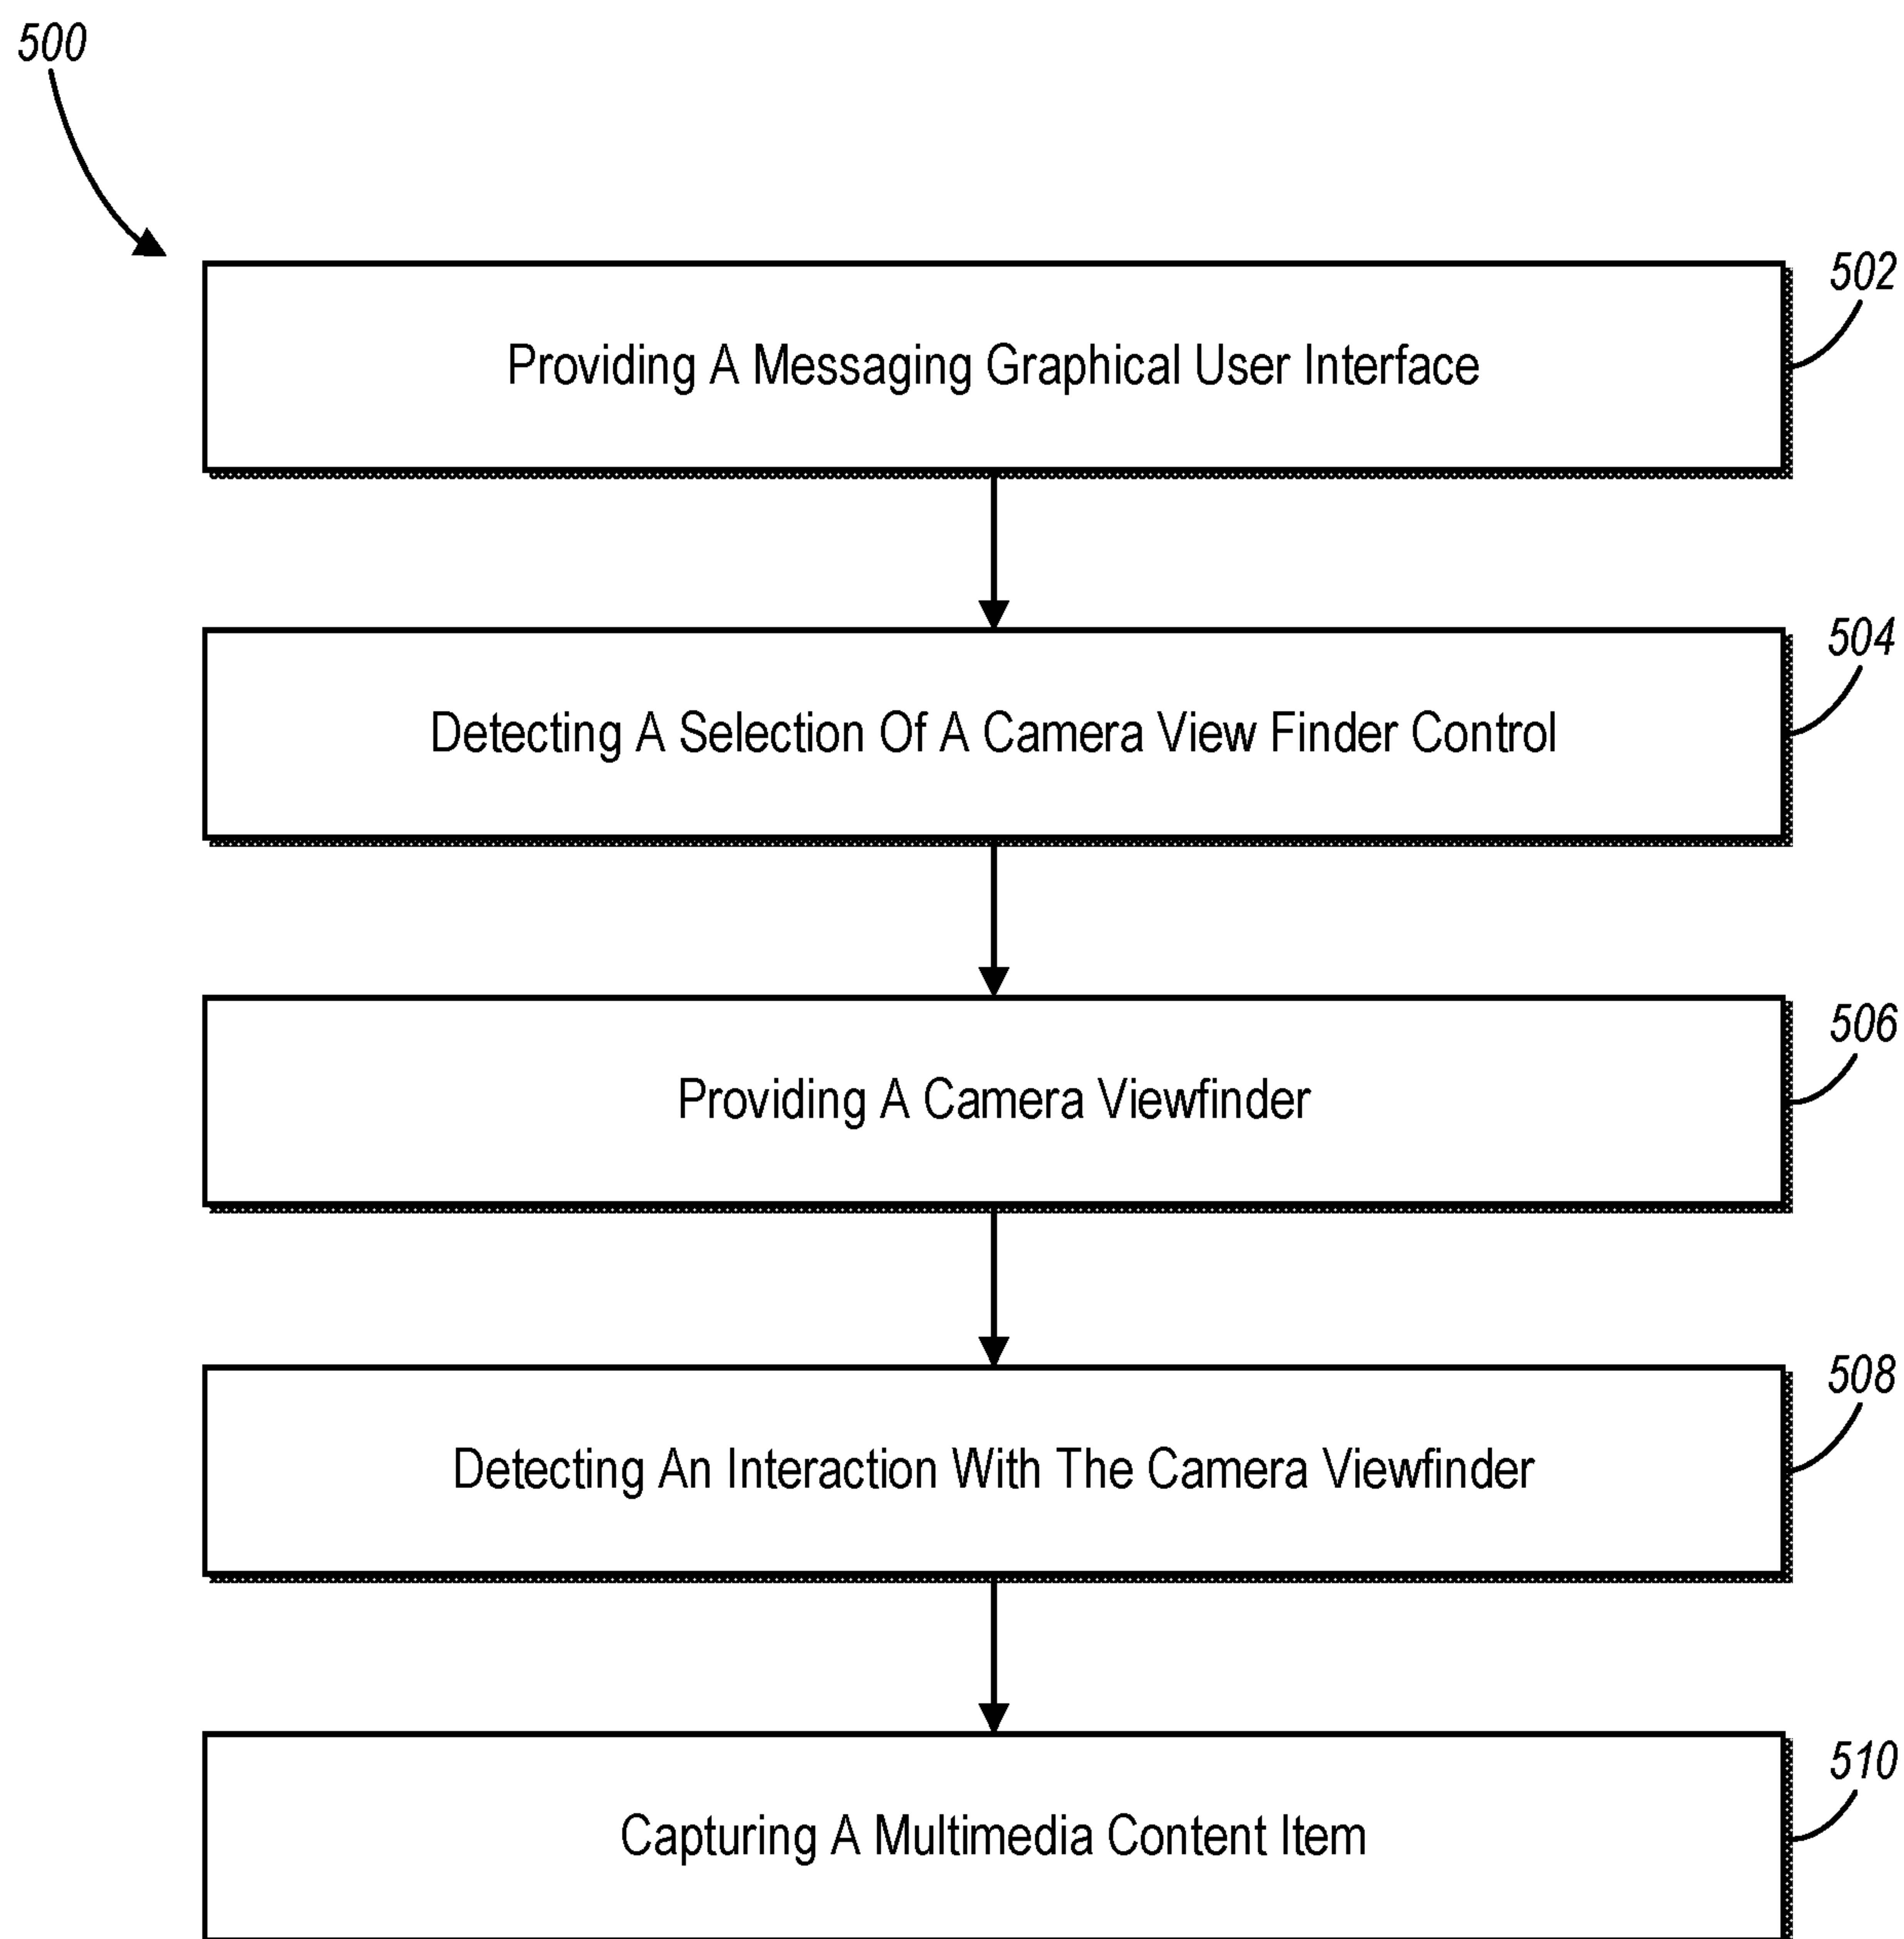 500
502
Providing A Messaging Graphical User Interface
504
Detecting A Selection Of A Camera View Finder Control
506
Providing A Camera Viewfinder
508
Detecting An Interaction With The Camera Viewfinder
510
Capturing A Multimedia Content Item